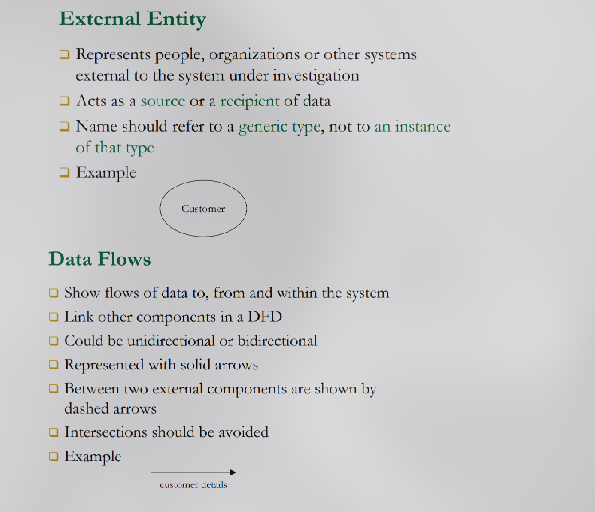 External Entity
❑ Represents people, organizations or other systems
external to the system under investigation
❑ Acts as a source or a recipient of data
❑ Name should refer to a generic type, not to an instance
of that type
❑ Example
Customer
Data Flows
❑ Show flows of data to, from and within the system
❑ Link other components in a DFD
❑ Could be unidirectional or bidirectional
❑ Represented with solid arrows
❑ Between two external components are shown by
dashed arrows
❑ Intersections should be avoided
❑ Example
customer details